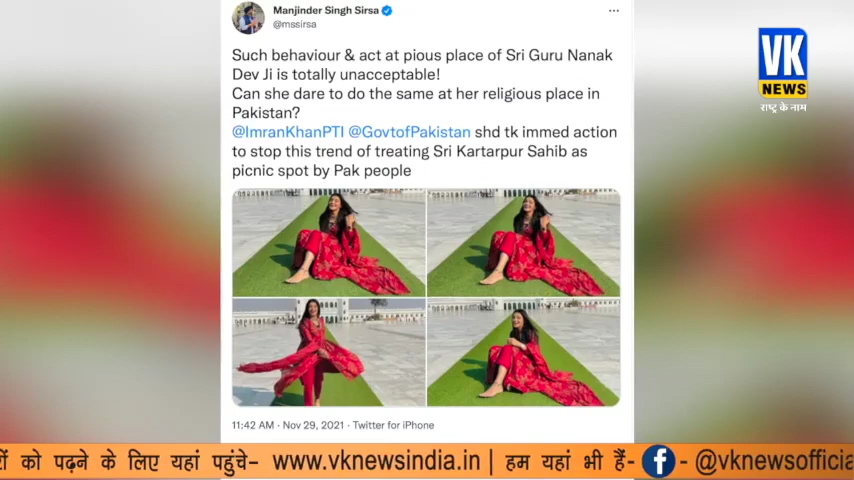 Manjinder Singh Sirsa
@mssirsa
Such behaviour & act at pious place of Sri Guru Nanak
Dev Ji is totally unacceptable!
Can she dare to do the same at her religious place in
Pakistan?
@ImranKhanPTI @GovtofPakistan shd tk immed action
to stop this trend of treating Sri Kartarpur Sahib as
picnic spot by Pak people
11:42 AM · Nov 29, 2021 · Twitter for iPhone
VK
NEWS
राष्ट्र के नाम
को पढ़ने के लिए यहां पहुंचे- www.vknewsindia.in | हम यहां भी हैं- f - @vknewsofficia